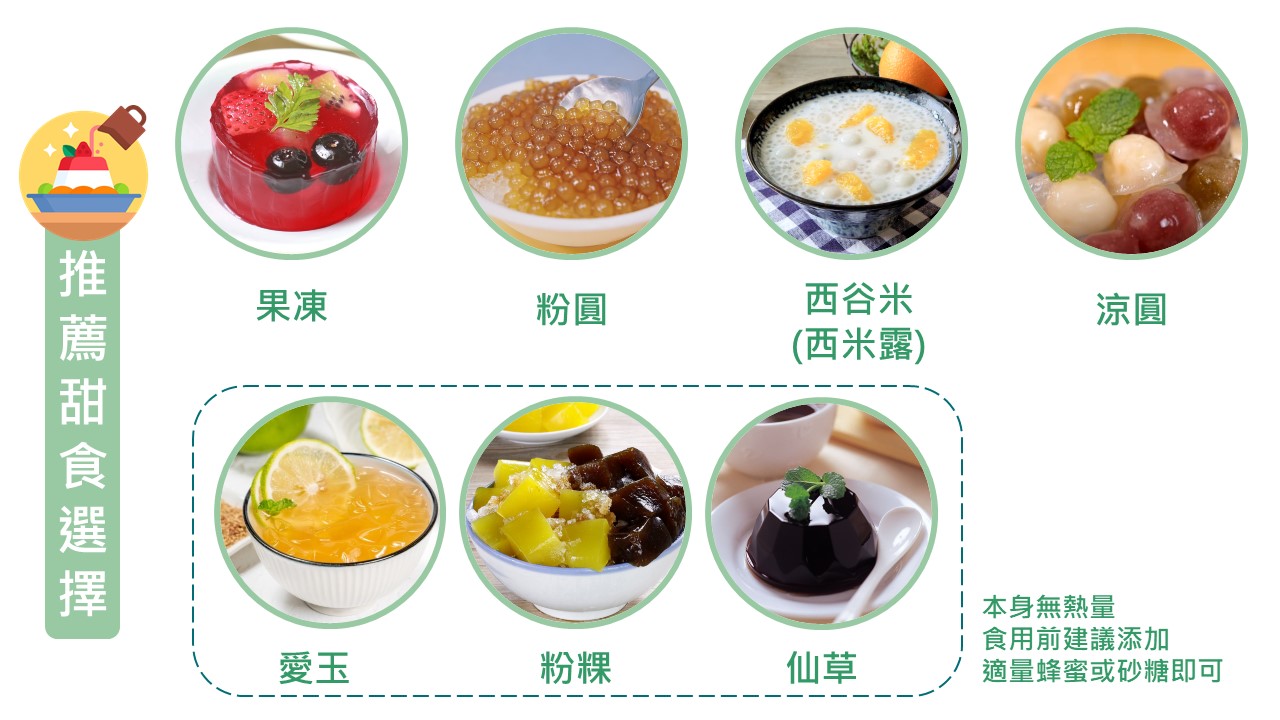 推薦甜食選擇
果凍
粉圓
西谷米
(西米露)
涼圓
愛玉
粉粿
仙草
本身無熱量
食用前建議添加
適量蜂蜜或砂糖即可